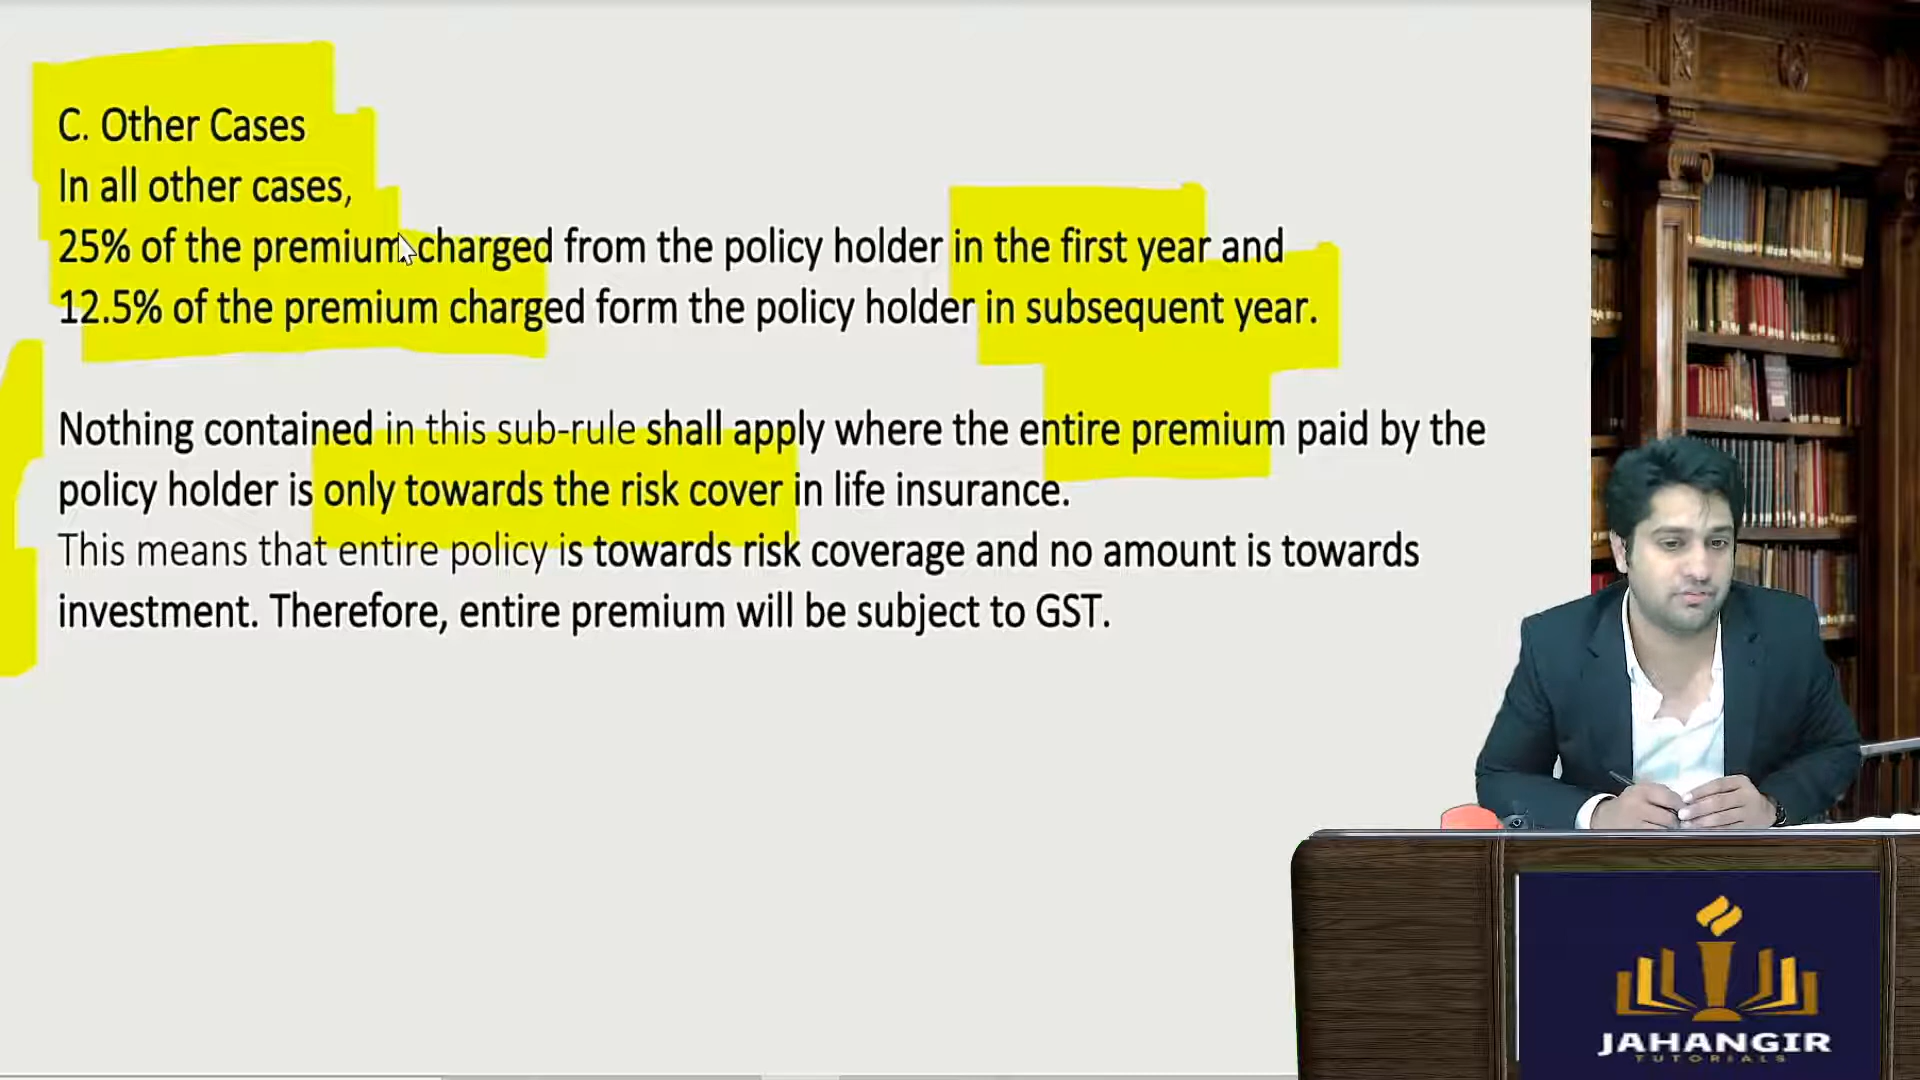 C. Other Cases
In all other cases,
25% of the premium charged from the policy holder in the first year and
12.5% of the premium charged form the policy holder in subsequent year.
Nothing contained in this sub-rule shall apply where the entire premium paid by the
policy holder is only towards the risk cover in life insurance.
This means that entire policy is towards risk coverage and no amount is towards
investment. Therefore, entire premium will be subject to GST.
JAHANGIR
TUTORIALS